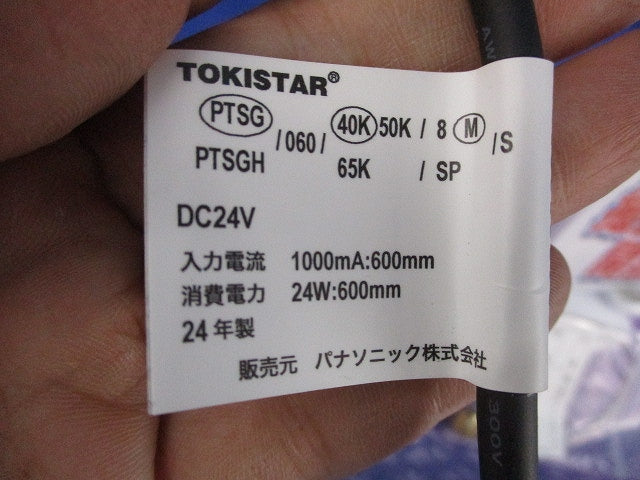 TOKISTAR®
PTSG / 060 / 40K 50K / 8 M / S
PTSGH 65K / SP
DC24V
入力電流 1000mA:600mm
消費電力 24W:600mm
24年製
販売元 パナソニック株式会社
AW
300V